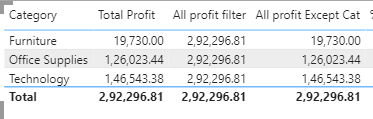 Category Total Profit All profit filter All profit Except Cat %
Furniture 19,730.00 2,92,296.81 19,730.00
Office Supplies 1,26,023.44 2,92,296.81 1,26,023.44
Technology 1,46,543.38 2,92,296.81 1,46,543.38
Total 2,92,296.81 2,92,296.81 2,92,296.81